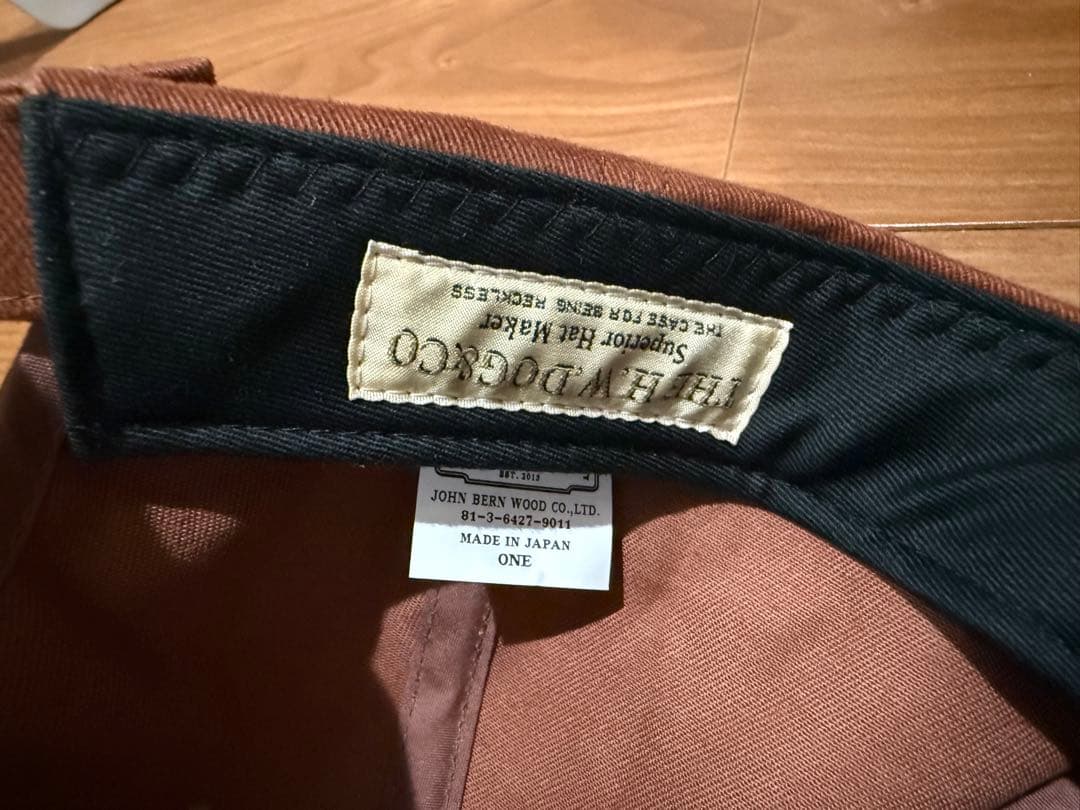 THE H.W.DOG&CO
Superior Hat Maker
THE CASE FOR BEING RECKLESS
EST. 2012
JOHN BERN WOOD CO.,LTD.
81-3-6427-9011
MADE IN JAPAN
ONE